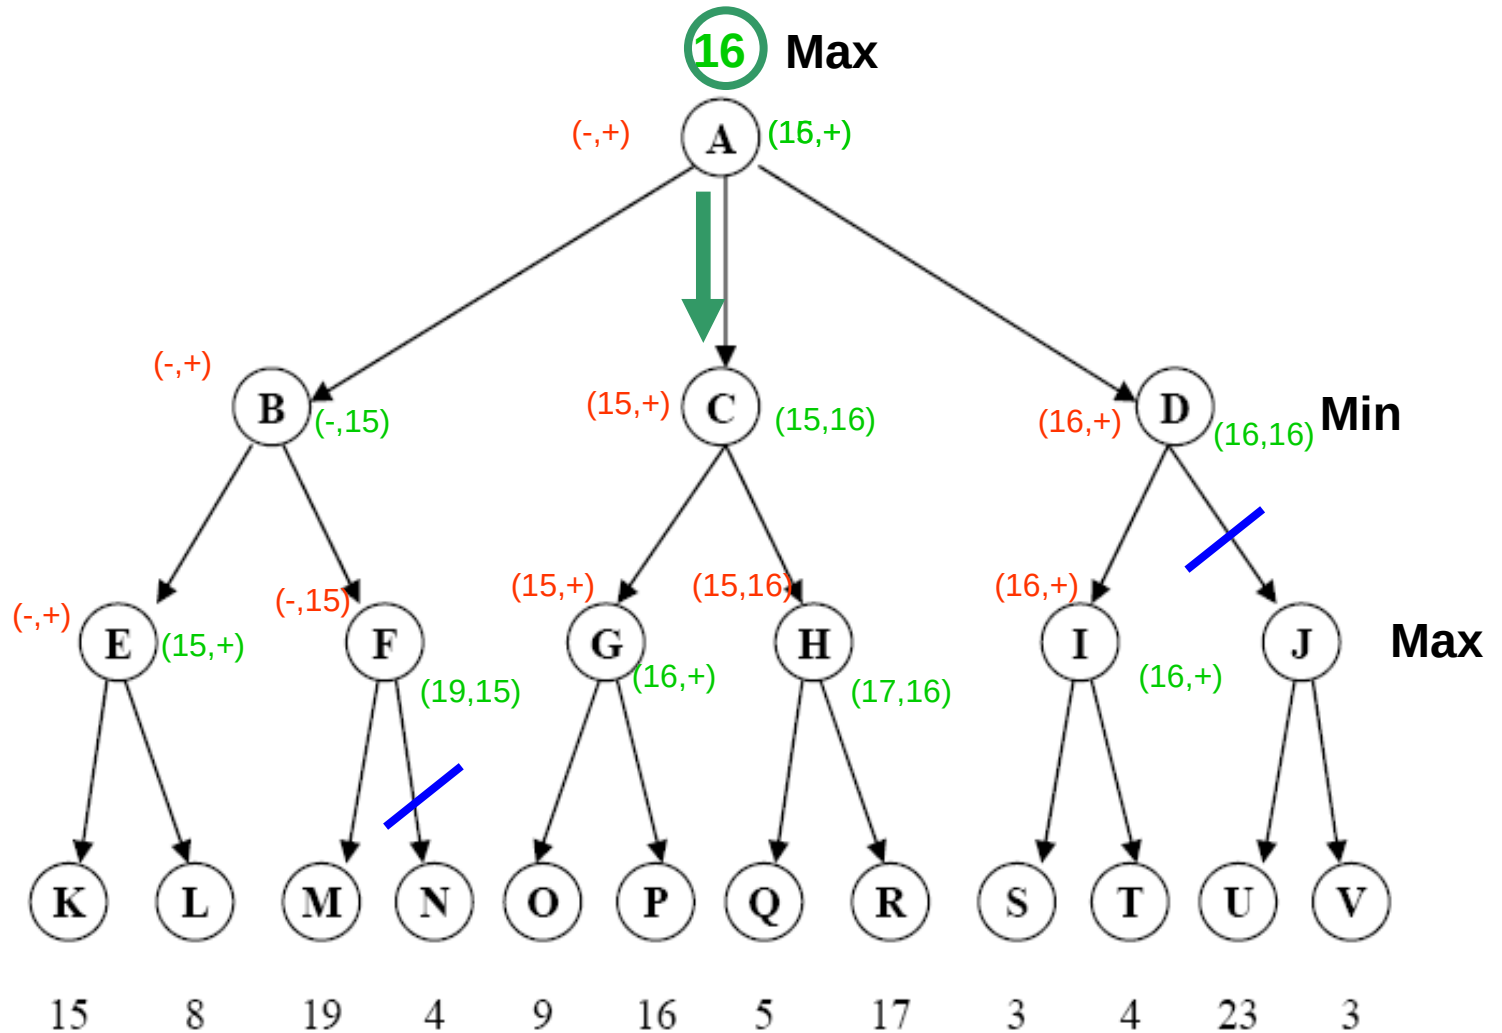 16 Max
(-,+) A (16,+)
(-,+) B (-,15) (15,+) C (15,16) (16,+) D (16,16) Min
(-,+) E (15,+) (-,15) F (19,15) (15,+) G (16,+) (15,16) H (17,16) (16,+) I (16,+) J Max
K L M N O P Q R S T U V
15 8 19 4 9 16 5 17 3 4 23 3